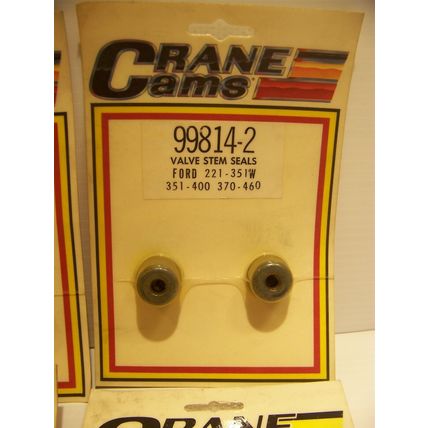 CRANE
Cams
99814-2
VALVE STEM SEALS
FORD 221-351W
351-400 370-460
CRANE